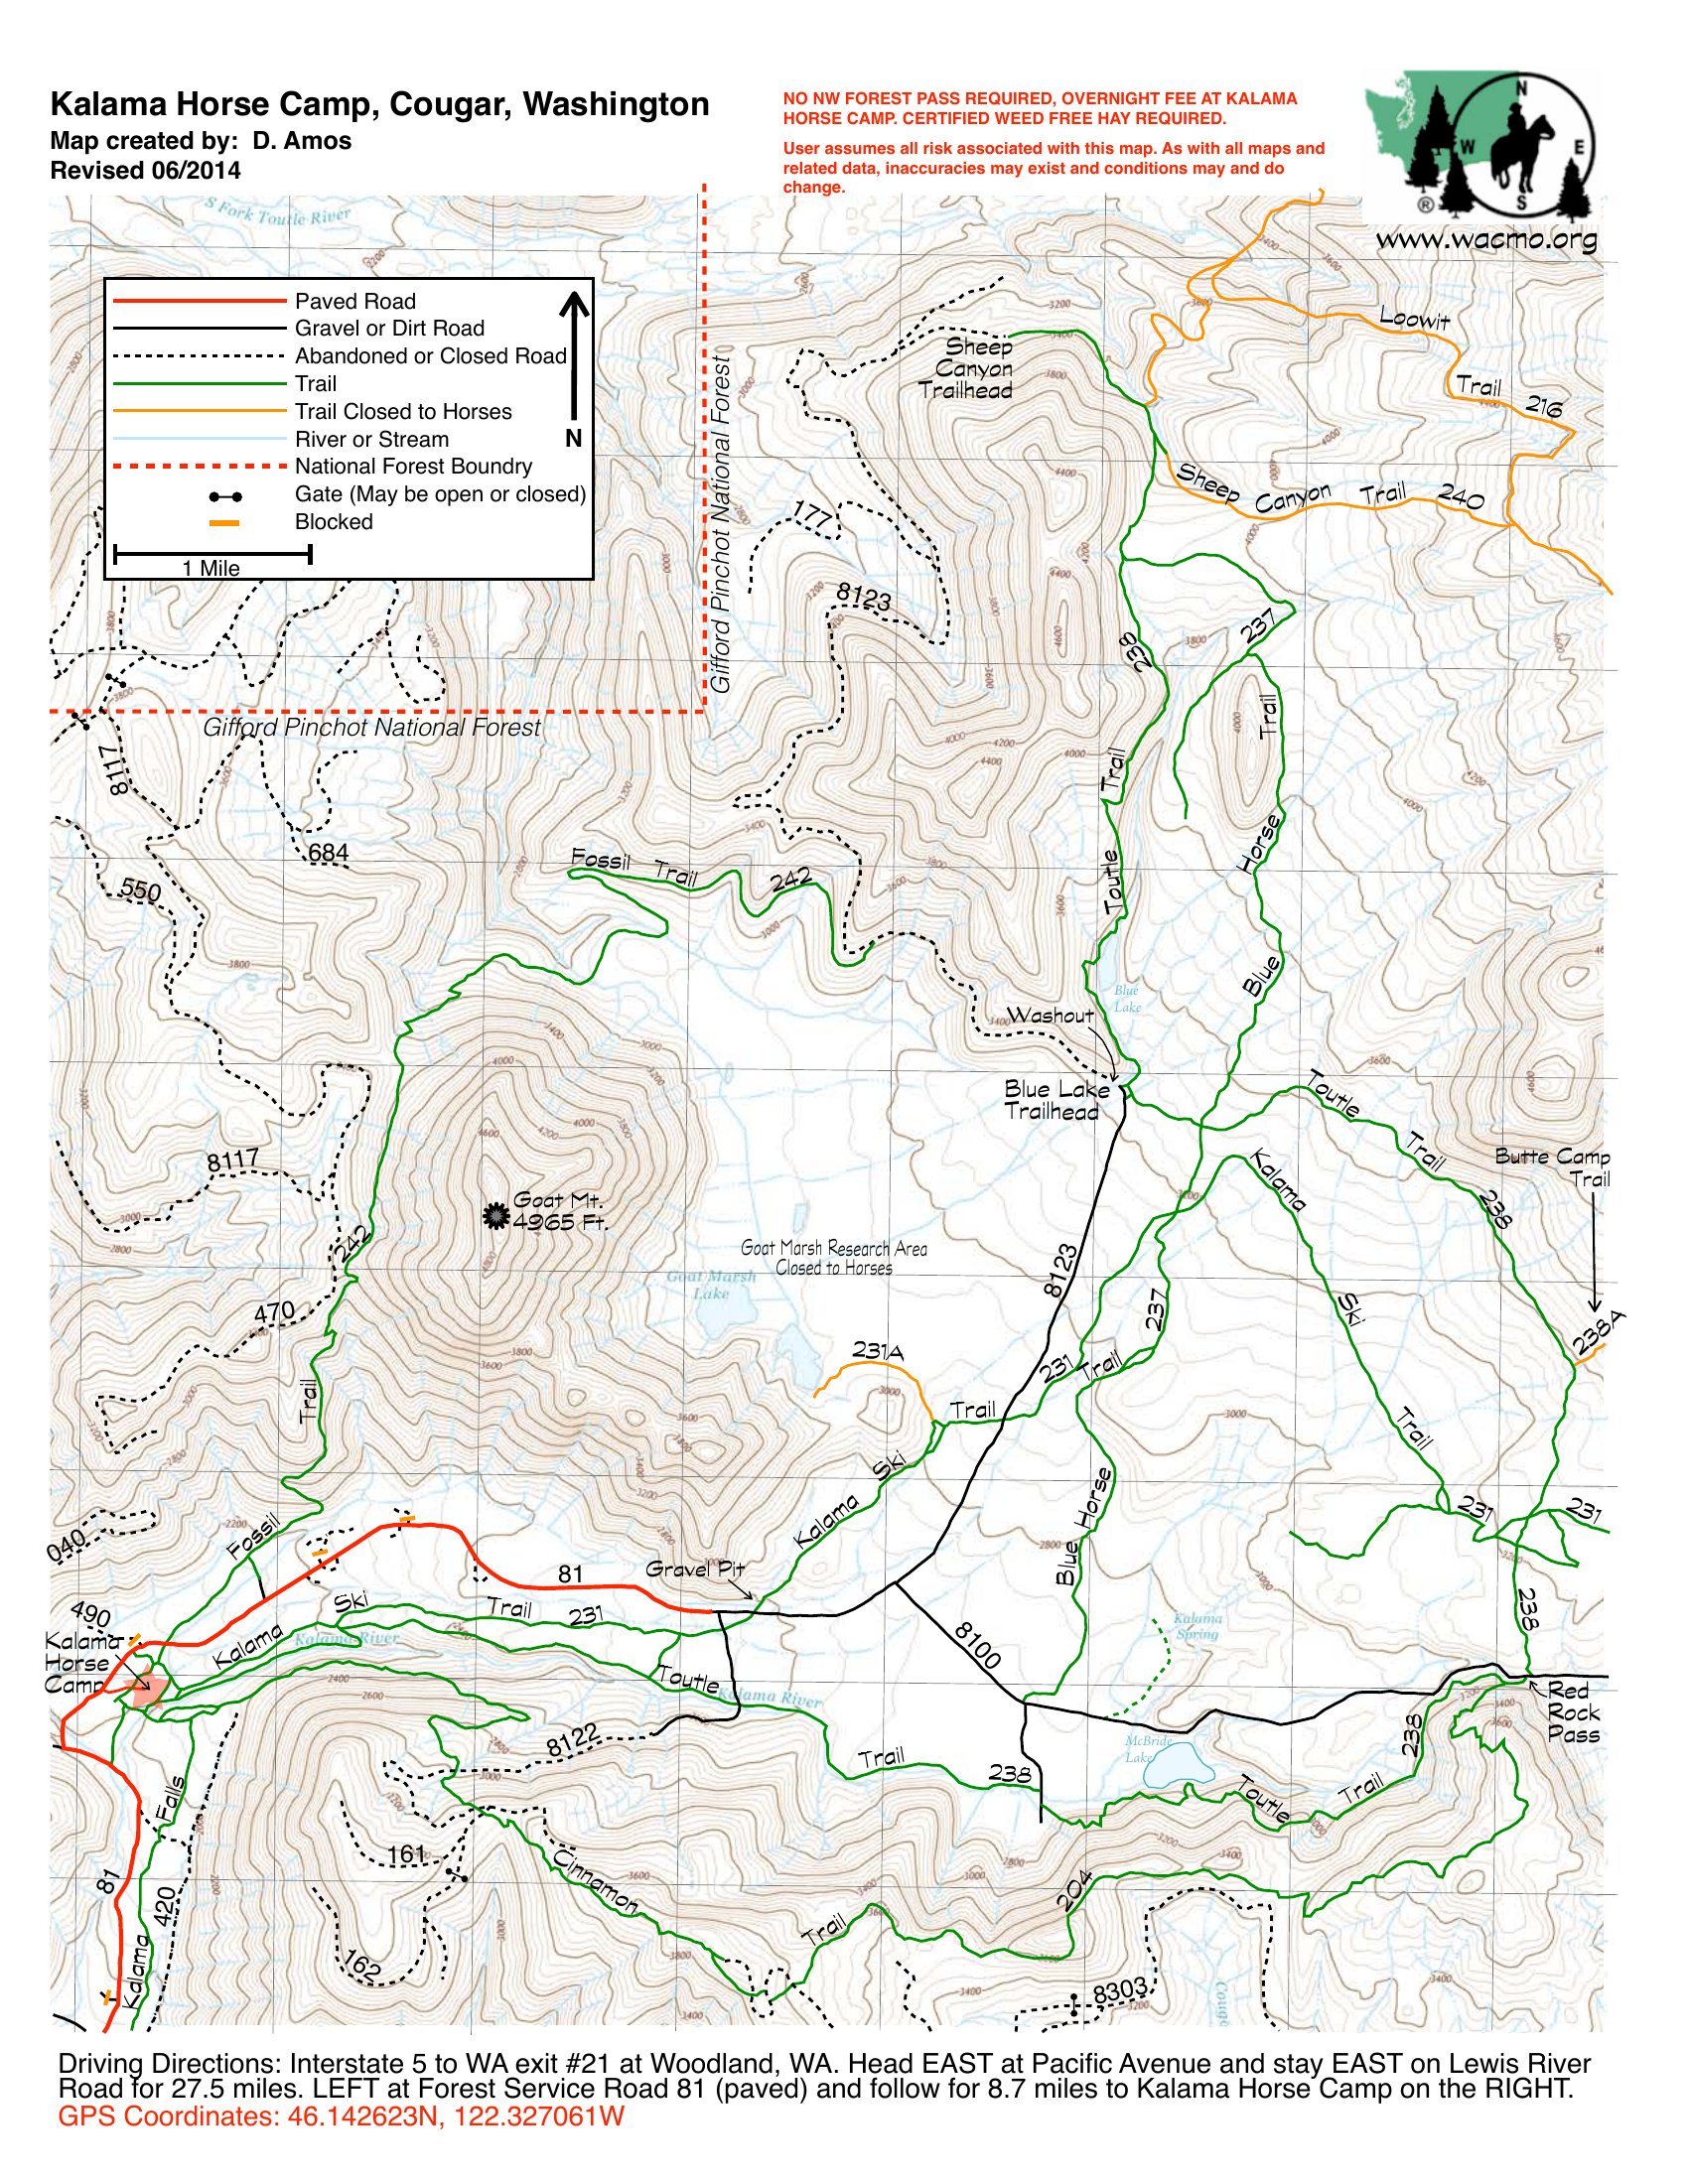 Kalama Horse Camp, Cougar, Washington
Map created by:  D. Amos
Revised 06/2014
NO NW FOREST PASS REQUIRED, OVERNIGHT FEE AT KALAMA
HORSE CAMP. CERTIFIED WEED FREE HAY REQUIRED.
User assumes all risk associated with this map. As with all maps and
related data, inaccuracies may exist and conditions may and do
change.
N
W
E
S
®
www.wacmo.org
S Fork Toutle River
Paved Road
Gravel or Dirt Road
Abandoned or Closed Road
Trail
Trail Closed to Horses
River or Stream
National Forest Boundry
Gate (May be open or closed)
Blocked
1 Mile
N
Gifford Pinchot National Forest
Gifford Pinchot National Forest
Sheep
Canyon
Trailhead
Loowit
Trail
216
Sheep Canyon Trail 240
177
8123
238
237
Trail
Trail
8117
684
550
Fossil Trail
242
Toutle
Horse
Blue
Blue
Lake
Washout
Blue Lake
Trailhead
Toutle
Trail
238
Butte Camp
Trail
238A
8117
242
470
Goat Mt.
4965 Ft.
Goat Marsh Research Area
Closed to Horses
Goat Marsh
Lake
8123
Kalama
Ski
Trail
237
231
Trail
231A
Trail
Ski
Kalama
Trail
Fossil
040
490
Kalama
Horse
Camp
81
Gravel Pit
Ski
Trail
231
Kalama
Kalama River
Toutle
Kalama River
Horse
Blue
8100
Kalama
Spring
231
231
238
Red
Rock
Pass
8122
Trail
238
McBride
Lake
Toutle
Trail
238
Falls
81
420
Kalama
161
162
Cinnamon
Trail
204
8303
Driving Directions: Interstate 5 to WA exit #21 at Woodland, WA. Head EAST at Pacific Avenue and stay EAST on Lewis River
Road for 27.5 miles. LEFT at Forest Service Road 81 (paved) and follow for 8.7 miles to Kalama Horse Camp on the RIGHT.
GPS Coordinates: 46.142623N, 122.327061W